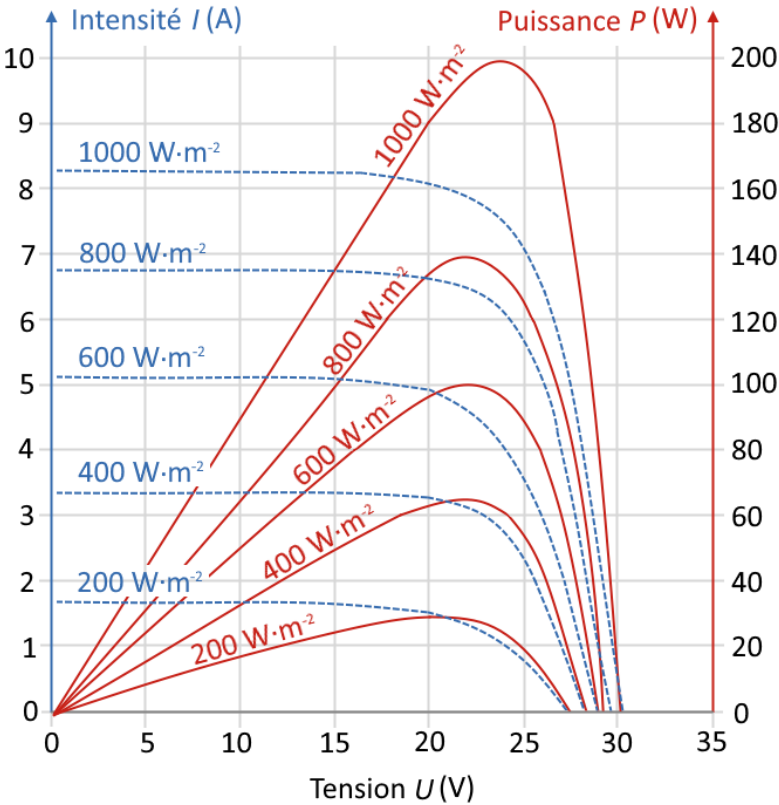 Intensité I (A)
Puissance P (W)
10
9
8
7
6
5
4
3
2
1
0
200
180
160
140
120
100
80
60
40
20
0
1000 W·m⁻²
800 W·m⁻²
600 W·m⁻²
400 W·m⁻²
200 W·m⁻²
1000 W·m⁻²
800 W·m⁻²
600 W·m⁻²
400 W·m⁻²
200 W·m⁻²
0 5 10 15 20 25 30 35
Tension U (V)